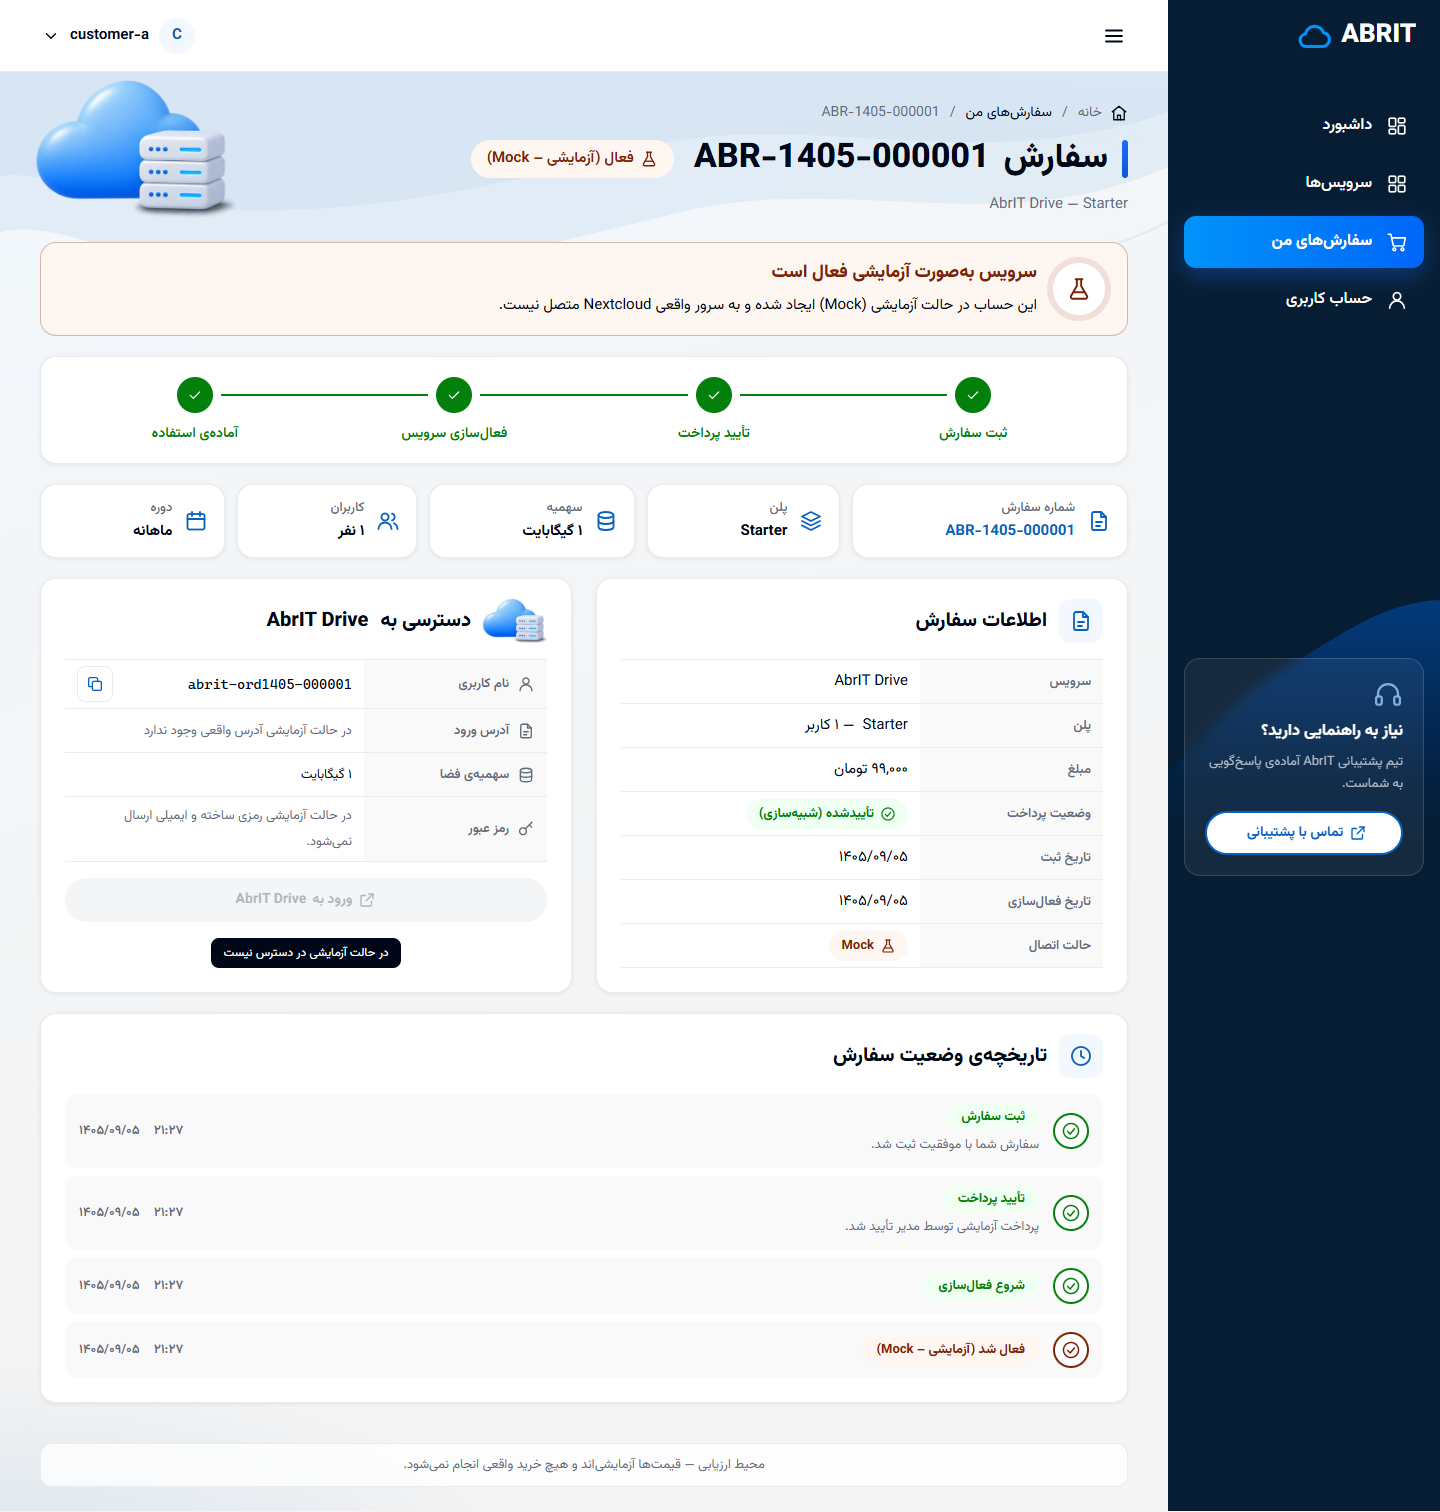 ABRIT
داشبورد
سرویس‌ها
سفارش‌های من
حساب کاربری
نیاز به راهنمایی دارید؟
تیم پشتیبانی AbrIT آماده‌ی پاسخ‌گویی
به شماست.
تماس با پشتیبانی
C customer-a
خانه / سفارش‌های من / ABR-1405-000001
سفارش ABR-1405-000001
فعال (آزمایشی – Mock)
AbrIT Drive — Starter
سرویس به‌صورت آزمایشی فعال است
این حساب در حالت آزمایشی (Mock) ایجاد شده و به سرور واقعی Nextcloud متصل نیست.
ثبت سفارش
تأیید پرداخت
فعال‌سازی سرویس
آماده‌ی استفاده
شماره سفارش
ABR-1405-000001
پلن
Starter
سهمیه
۱ گیگابایت
کاربران
۱ نفر
دوره
ماهانه
اطلاعات سفارش
سرویس AbrIT Drive
پلن Starter — ۱ کاربر
مبلغ ۹۹٬۰۰۰ تومان
وضعیت پرداخت تأییدشده (شبیه‌سازی)
تاریخ ثبت ۱۴۰۵/۰۹/۰۵
تاریخ فعال‌سازی ۱۴۰۵/۰۹/۰۵
حالت اتصال Mock
دسترسی به AbrIT Drive
نام کاربری abrit-ord1405-000001
آدرس ورود در حالت آزمایشی آدرس واقعی وجود ندارد
سهمیه‌ی فضا ۱ گیگابایت
رمز عبور در حالت آزمایشی رمزی ساخته و ایمیلی ارسال
نمی‌شود.
ورود به AbrIT Drive
در حالت آزمایشی در دسترس نیست
تاریخچه‌ی وضعیت سفارش
ثبت سفارش
سفارش شما با موفقیت ثبت شد.
۲۱:۲۷ ۱۴۰۵/۰۹/۰۵
تأیید پرداخت
پرداخت آزمایشی توسط مدیر تأیید شد.
۲۱:۲۷ ۱۴۰۵/۰۹/۰۵
شروع فعال‌سازی
۲۱:۲۷ ۱۴۰۵/۰۹/۰۵
فعال شد (آزمایشی – Mock)
۲۱:۲۷ ۱۴۰۵/۰۹/۰۵
محیط ارزیابی — قیمت‌ها آزمایشی‌اند و هیچ خرید واقعی انجام نمی‌شود.